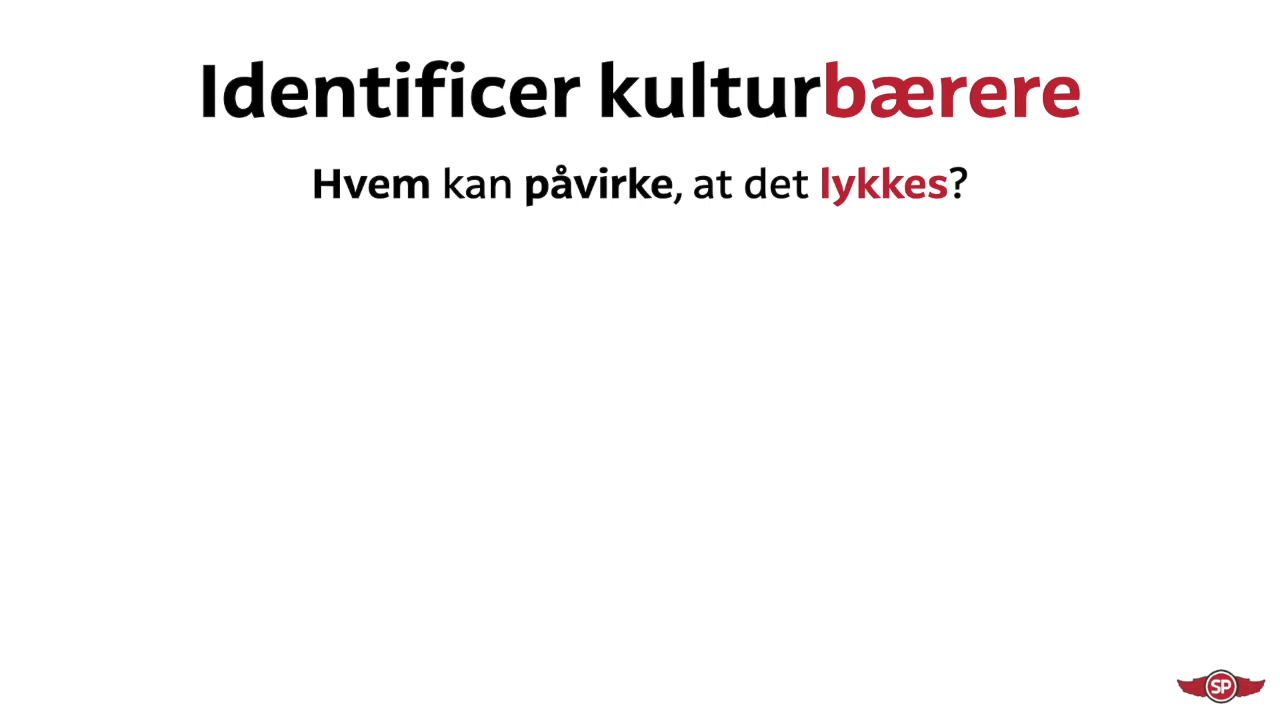 Identificer kulturbærere
Hvem kan påvirke, at det lykkes?
SP